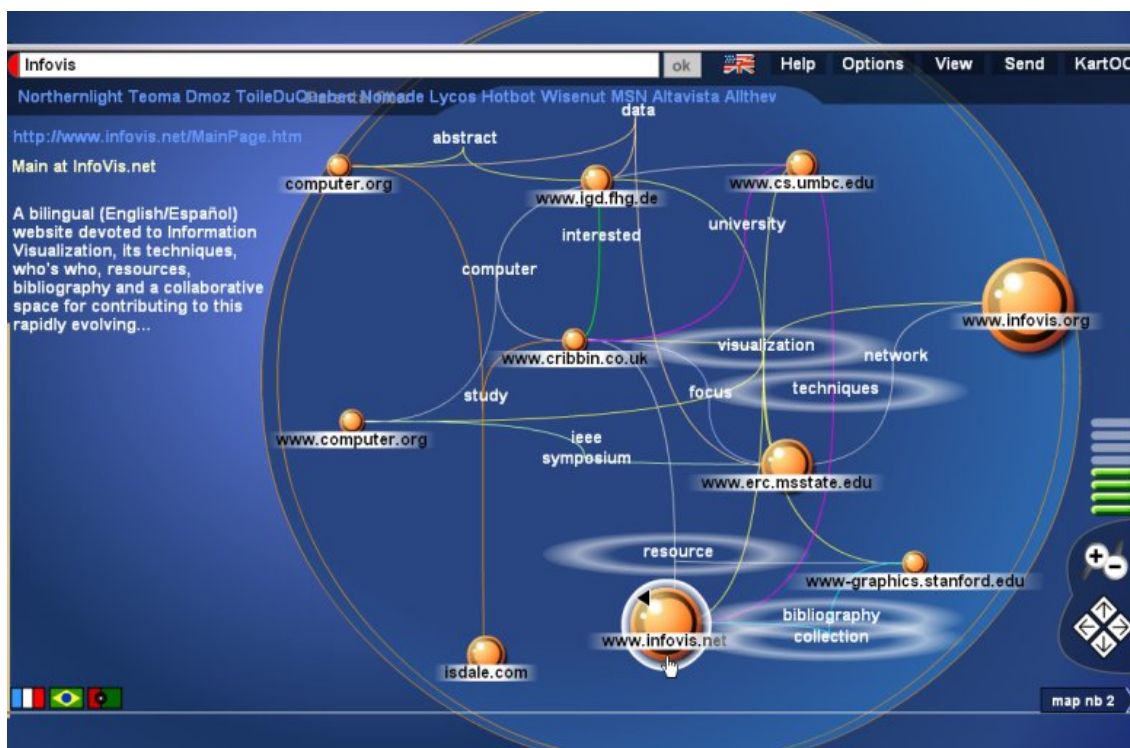 Infovis
ok
Help
Options
View
Send
KartOO
Northernlight Teoma Dmoz ToileDuQuebec Nomade Lycos Hotbot Wisenut MSN Altavista Allthev
http://www.infovis.net/MainPage.htm
Main at InfoVis.net
A bilingual (English/Español)
website devoted to Information
Visualization, its techniques,
who's who, resources,
bibliography and a collaborative
space for contributing to this
rapidly evolving...
data
abstract
computer.org
www.igd.fhg.de
www.cs.umbc.edu
interested
university
computer
www.infovis.org
visualization
network
www.cribbin.co.uk
study
focus
techniques
www.computer.org
ieee
symposium
www.erc.msstate.edu
resource
www-graphics.stanford.edu
bibliography
collection
www.infovis.net
isdale.com
map nb 2